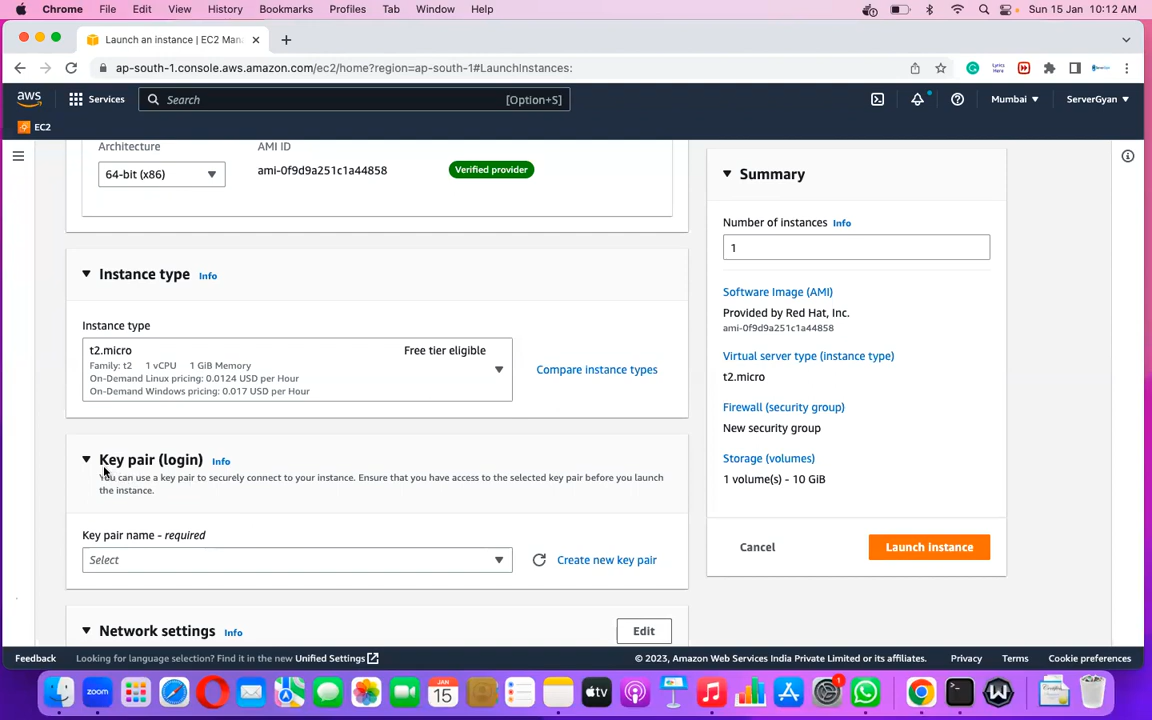 Chrome File Edit View History Bookmarks Profiles Tab Window Help Sun 15 Jan 10:12 AM
Launch an instance | EC2 Man
ap-south-1.console.aws.amazon.com/ec2/home?region=ap-south-1#LaunchInstances:
aws Services Search [Option+S] Mumbai ServerGyan
EC2
Architecture AMI ID
64-bit (x86) ami-0f9d9a251c1a44858 Verified provider
Instance type Info
Instance type
t2.micro Free tier eligible
Family: t2 1 vCPU 1 GiB Memory
On-Demand Linux pricing: 0.0124 USD per Hour
On-Demand Windows pricing: 0.017 USD per Hour
Compare instance types
Key pair (login) Info
You can use a key pair to securely connect to your instance. Ensure that you have access to the selected key pair before you launch
the instance.
Key pair name - required
Select Create new key pair
Network settings Info Edit
Summary
Number of instances Info
1
Software Image (AMI)
Provided by Red Hat, Inc.
ami-0f9d9a251c1a44858
Virtual server type (instance type)
t2.micro
Firewall (security group)
New security group
Storage (volumes)
1 volume(s) - 10 GiB
Cancel Launch instance
Feedback Looking for language selection? Find it in the new Unified Settings © 2023, Amazon Web Services India Private Limited or its affiliates. Privacy Terms Cookie preferences
zoom JAN 15 tv 1